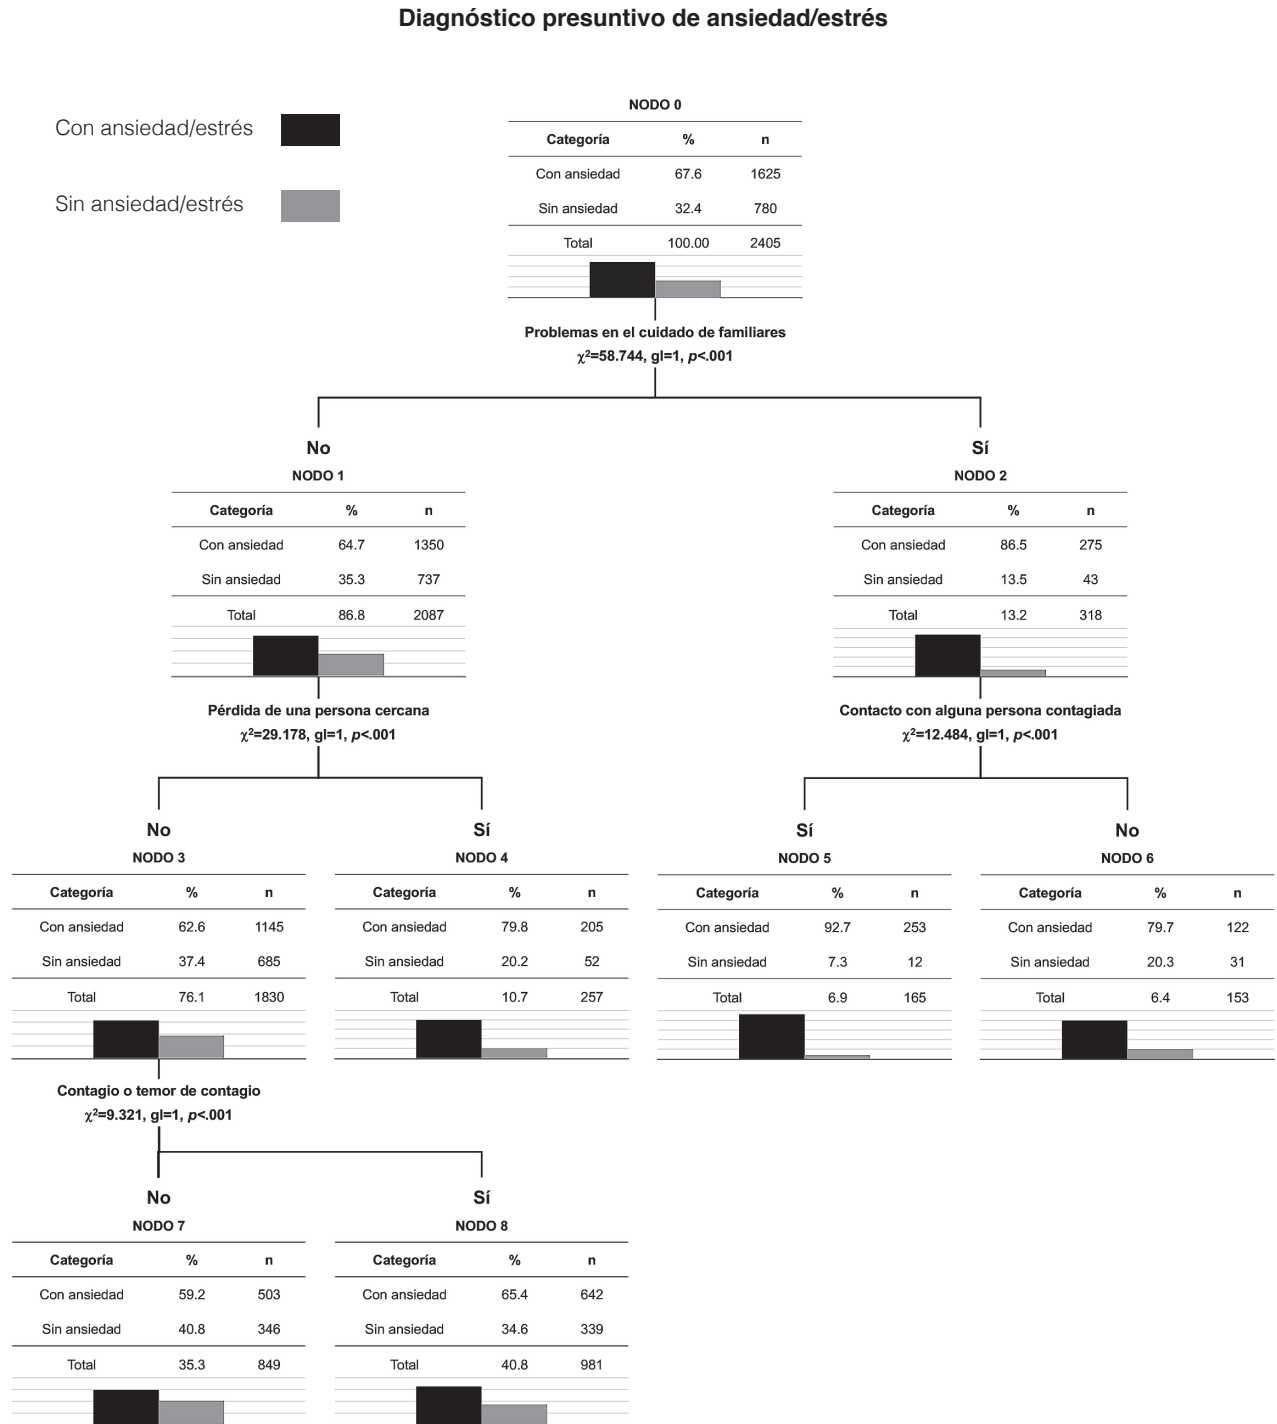 Diagnóstico presuntivo de ansiedad/estrés
Con ansiedad/estrés
Sin ansiedad/estrés
NODO 0
Categoría % n
Con ansiedad 67.6 1625
Sin ansiedad 32.4 780
Total 100.00 2405
Problemas en el cuidado de familiares
χ²=58.744, gl=1, p<.001
No
NODO 1
Categoría % n
Con ansiedad 64.7 1350
Sin ansiedad 35.3 737
Total 86.8 2087
Pérdida de una persona cercana
χ²=29.178, gl=1, p<.001
Sí
NODO 2
Categoría % n
Con ansiedad 86.5 275
Sin ansiedad 13.5 43
Total 13.2 318
Contacto con alguna persona contagiada
χ²=12.484, gl=1, p<.001
No
NODO 3
Categoría % n
Con ansiedad 62.6 1145
Sin ansiedad 37.4 685
Total 76.1 1830
Contagio o temor de contagio
χ²=9.321, gl=1, p<.001
Sí
NODO 4
Categoría % n
Con ansiedad 79.8 205
Sin ansiedad 20.2 52
Total 10.7 257
Sí
NODO 5
Categoría % n
Con ansiedad 92.7 253
Sin ansiedad 7.3 12
Total 6.9 165
No
NODO 6
Categoría % n
Con ansiedad 79.7 122
Sin ansiedad 20.3 31
Total 6.4 153
No
NODO 7
Categoría % n
Con ansiedad 59.2 503
Sin ansiedad 40.8 346
Total 35.3 849
Sí
NODO 8
Categoría % n
Con ansiedad 65.4 642
Sin ansiedad 34.6 339
Total 40.8 981